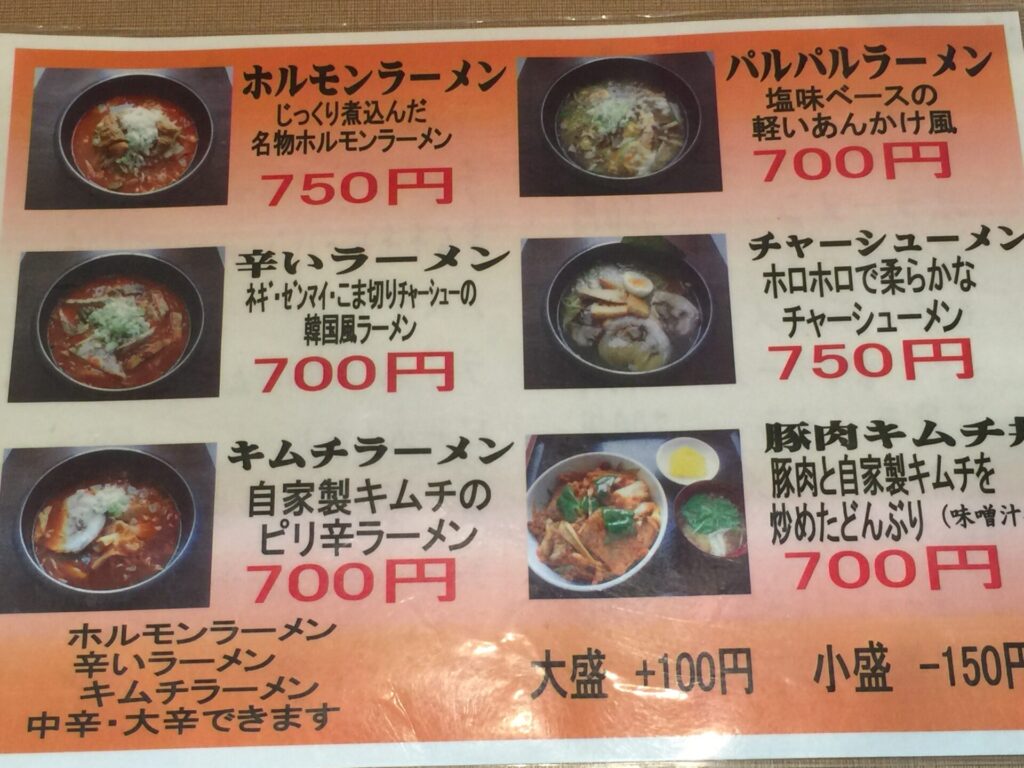 ホルモンラーメン
じっくり煮込んだ
名物ホルモンラーメン
750円
パルパルラーメン
塩味ベースの
軽いあんかけ風
700円
辛いラーメン
ネギ・ゼンマイ・こま切りチャーシューの
韓国風ラーメン
700円
チャーシューメン
ホロホロで柔らかな
チャーシューメン
750円
キムチラーメン
自家製キムチの
ピリ辛ラーメン
700円
豚肉キムチ丼
豚肉と自家製キムチを
炒めたどんぶり (味噌汁
700円
ホルモンラーメン
辛いラーメン
キムチラーメン
中辛・大辛できます
大盛 +100円 小盛 -150円